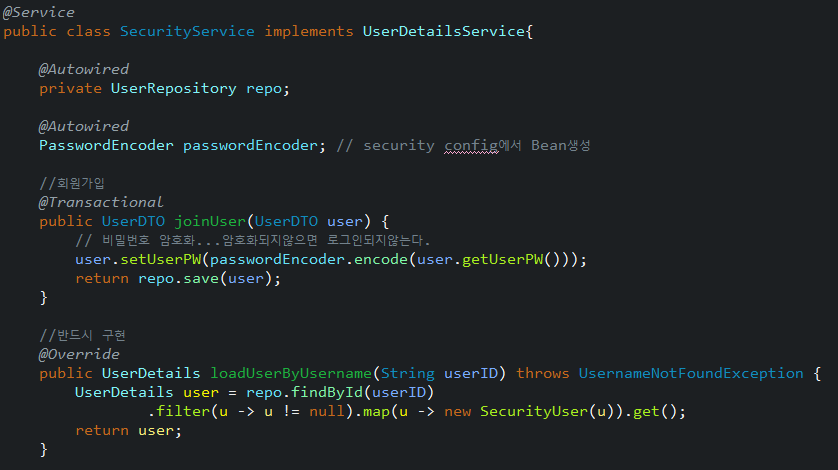 @Service
public class SecurityService implements UserDetailsService{
@Autowired
private UserRepository repo;
@Autowired
PasswordEncoder passwordEncoder; // security config에서 Bean생성
//회원가입
@Transactional
public UserDTO joinUser(UserDTO user) {
// 비밀번호 암호화...암호화되지않으면 로그인되지않는다.
user.setUserPW(passwordEncoder.encode(user.getUserPW()));
return repo.save(user);
}
//반드시 구현
@Override
public UserDetails loadUserByUsername(String userID) throws UsernameNotFoundException {
UserDetails user = repo.findById(userID)
.filter(u -> u != null).map(u -> new SecurityUser(u)).get();
return user;
}